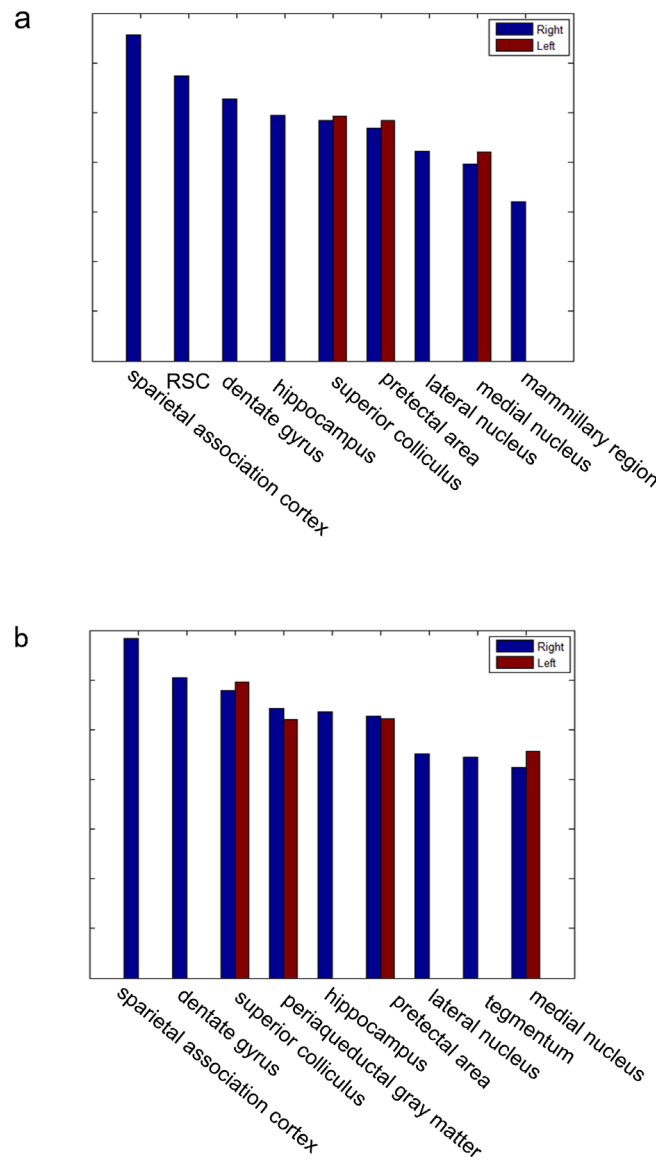 a
Right
Left
sparietal association cortex
RSC
dentate gyrus
hippocampus
superior colliculus
pretectal area
lateral nucleus
medial nucleus
mammillary region
b
Right
Left
sparietal association cortex
dentate gyrus
superior colliculus
periaqueductal gray matter
hippocampus
pretectal area
lateral nucleus
tegmentum
medial nucleus